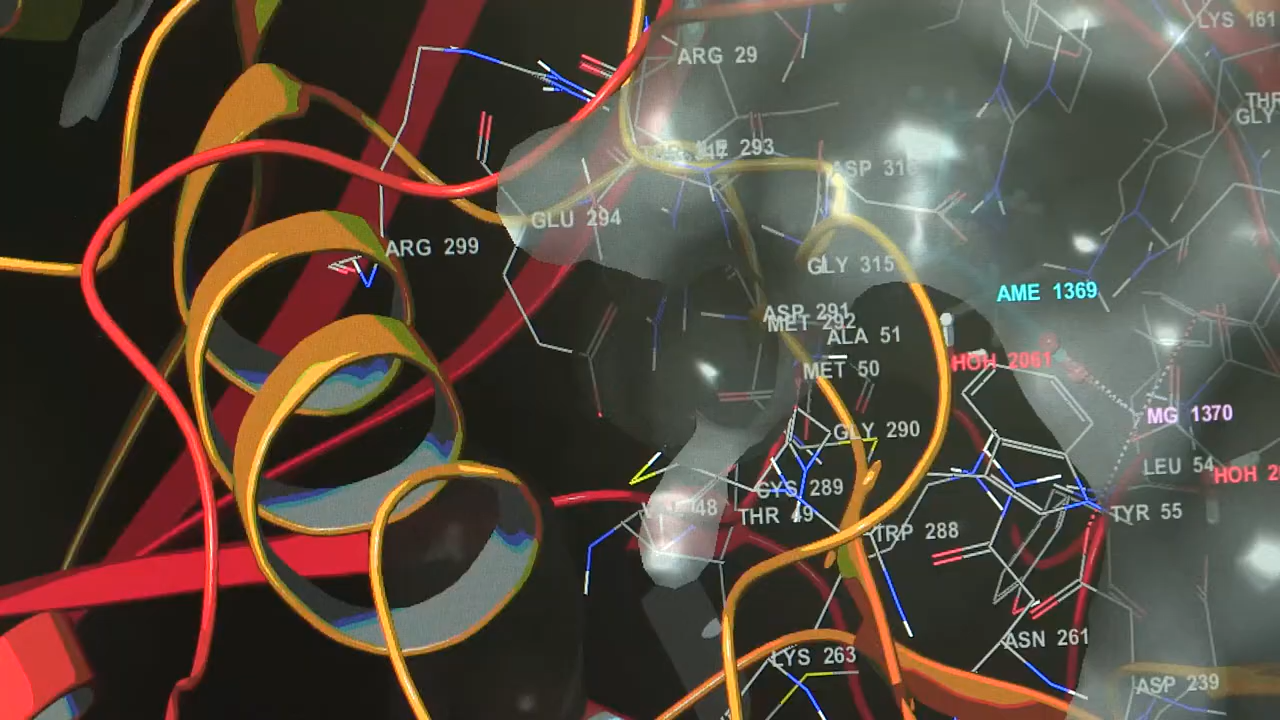 LYS 161
ARG 29
THR
GLY
293
ASP 316
GLU 294
ARG 299
GLY 315
AME 1369
ASP 291
MET 292
ALA 51
HOH 2061
MET 50
MG 1370
GLY 290
LEU 54
HOH 2
CYS 289
48
THR 49
TYR 55
TRP 288
ASN 261
LYS 263
ASP 239